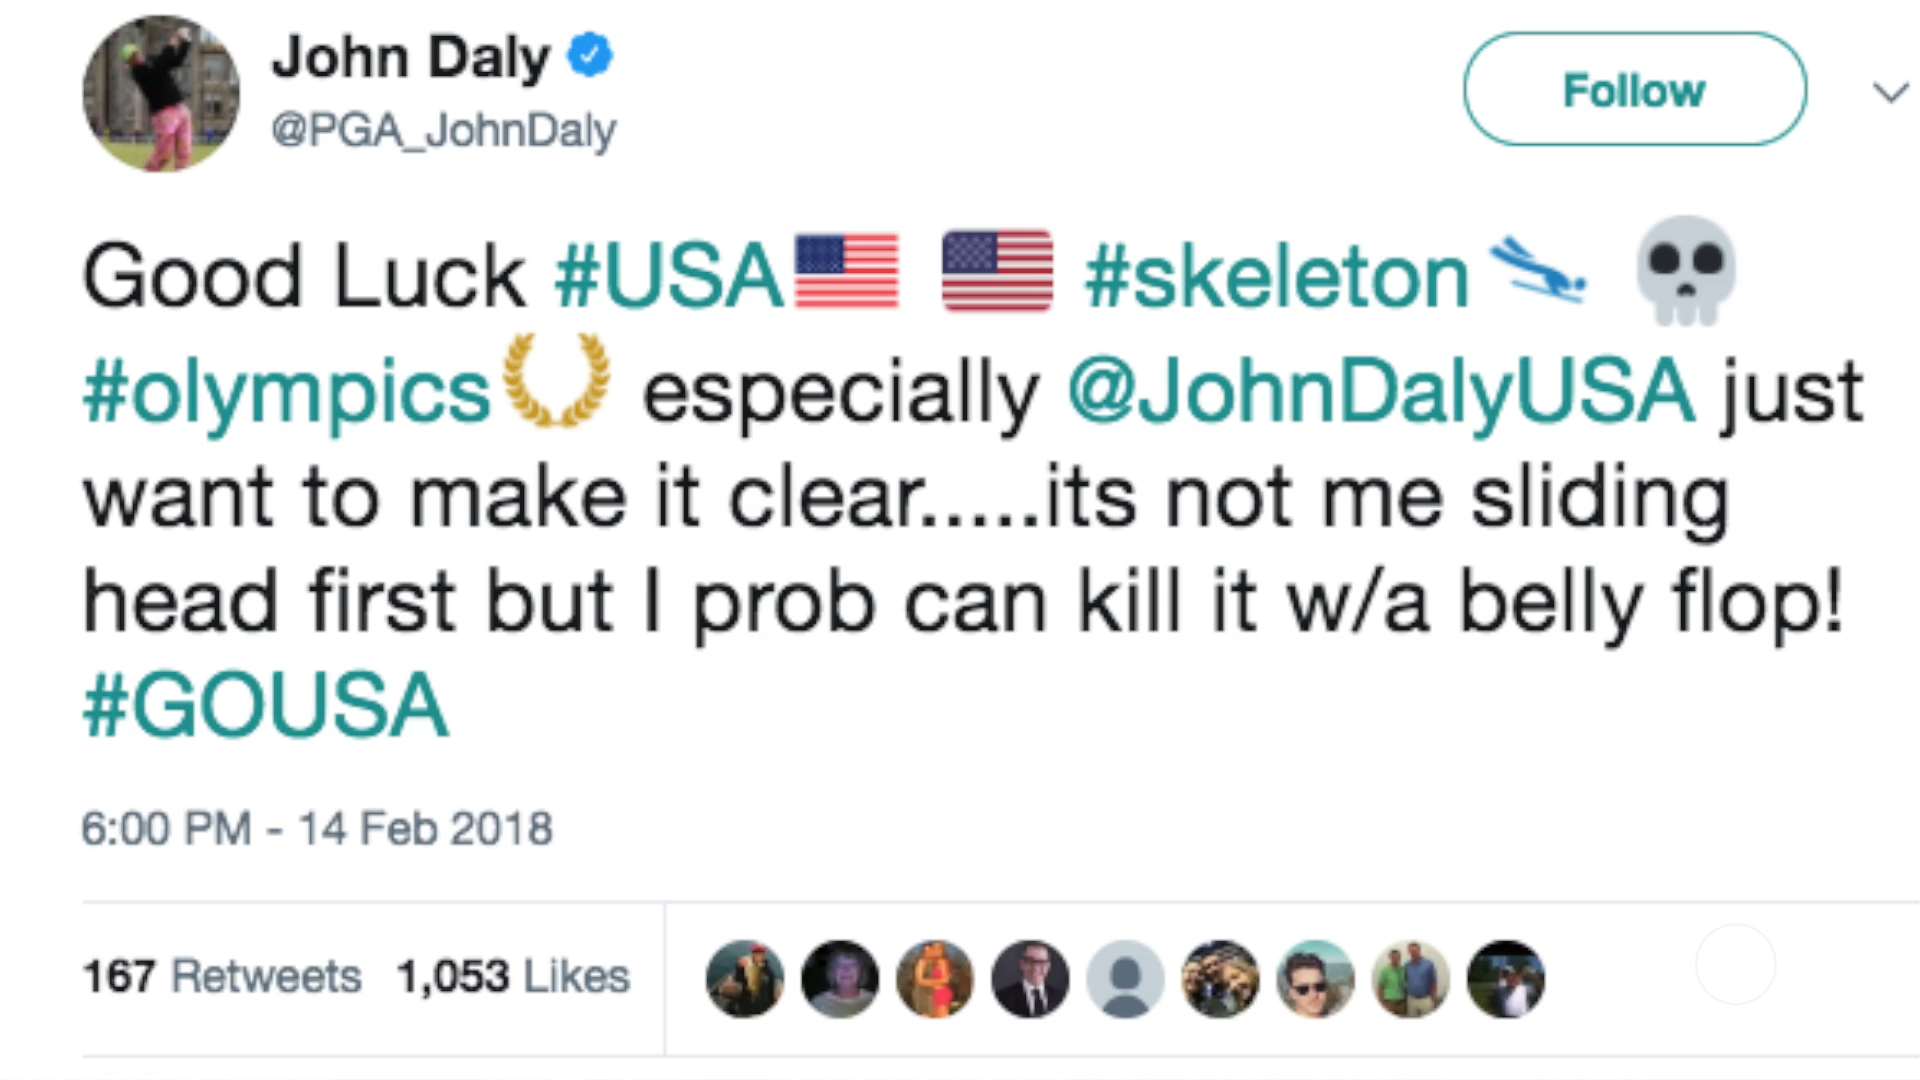 John Daly
@PGA_JohnDaly
Follow
Good Luck #USA🇺🇸 🇺🇸 #skeleton 💀
#olympics especially @JohnDalyUSA just
want to make it clear.....its not me sliding
head first but I prob can kill it w/a belly flop!
#GOUSA
6:00 PM - 14 Feb 2018
167 Retweets 1,053 Likes